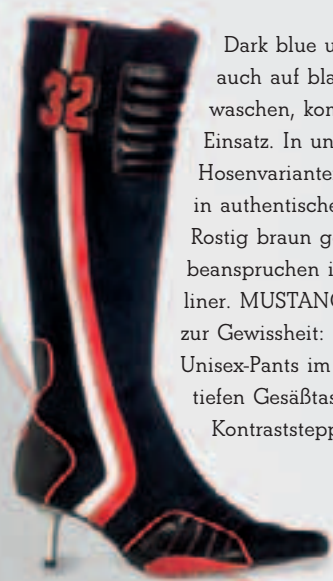 32
Dark blue u
auch auf bla
waschen, kon
Einsatz. In un
Hosenvariante
in authentische
Rostig braun g
beanspruchen i
liner. MUSTANG
zur Gewissheit:
Unisex-Pants im
tiefen Gesäßtas
Kontraststepp